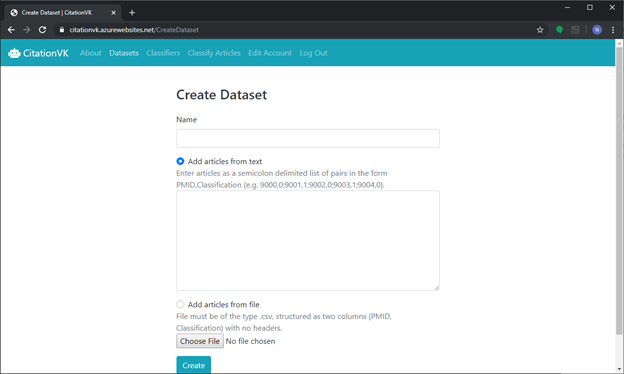 Create Dataset | CitationVK
citationvk.azurewebsites.net/CreateDataset
N
CitationVK About Datasets Classifiers Classify Articles Edit Account Log Out
Create Dataset
Name
Add articles from text
Enter articles as a semicolon delimited list of pairs in the form
PMID,Classification (e.g. 9000,0;9001,1;9002,0;9003,1;9004,0).
Add articles from file
File must be of the type .csv, structured as two columns (PMID,
Classification) with no headers.
Choose File No file chosen
Create